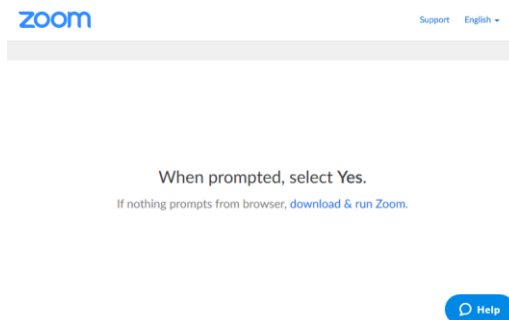 zoom
Support English
When prompted, select Yes.
If nothing prompts from browser, download & run Zoom.
Help